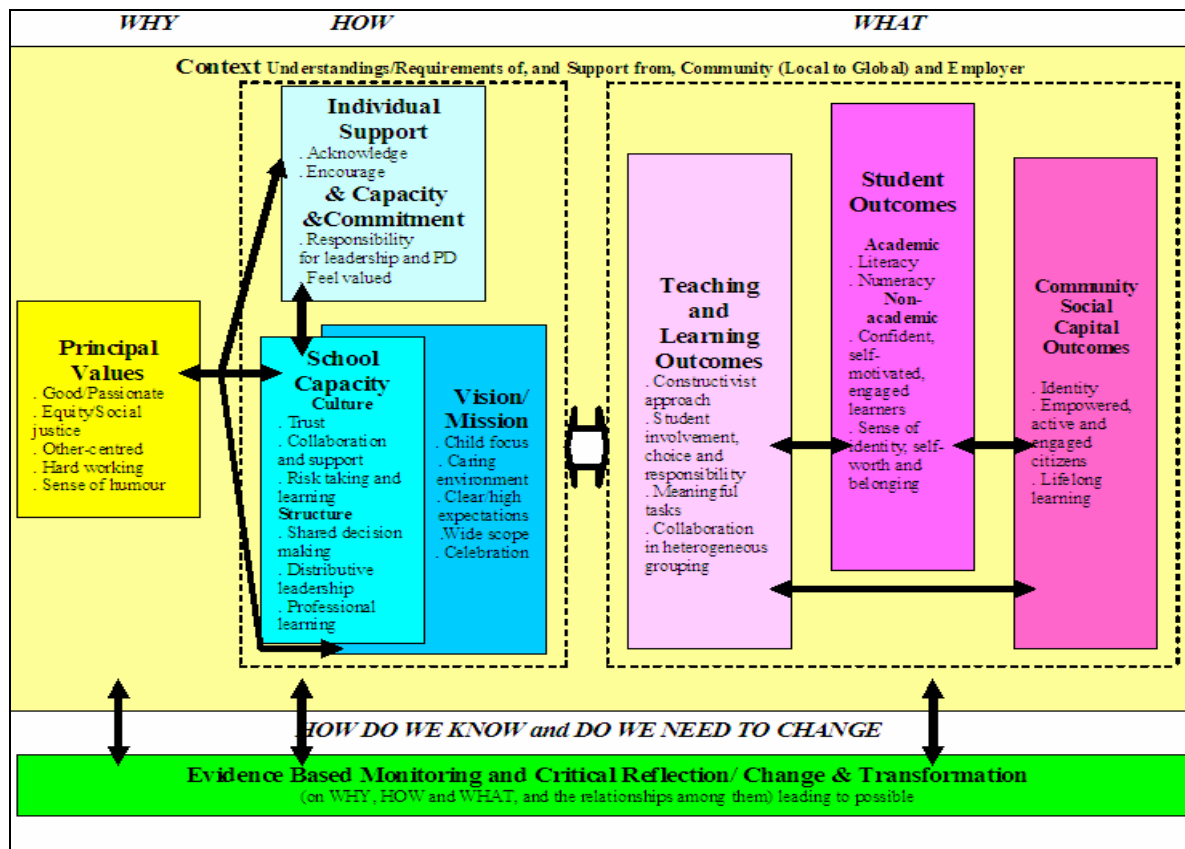 WHY HOW WHAT
Context Understandings/Requirements of, and Support from, Community (Local to Global) and Employer
Principal
Values
. Good/Passionate
. Equity/Social
justice
. Other-centred
. Hard working
. Sense of humour
Individual
Support
. Acknowledge
. Encourage
& Capacity
&Commitment
. Responsibility
for leadership and PD
. Feel valued
School
Capacity
Culture
. Trust
. Collaboration
and support
. Risk taking and
learning
Structure
. Shared decision
making
. Distributive
leadership
. Professional
learning
Vision/
Mission
. Child focus
. Caring
environment
. Clear/high
expectations
. Wide scope
. Celebration
Teaching
and
Learning
Outcomes
. Constructivist
approach
. Student
involvement,
choice and
responsibility
. Meaningful
tasks
. Collaboration
in heterogeneous
grouping
Student
Outcomes
Academic
. Literacy
. Numeracy
Non-
academic
. Confident,
self-
motivated,
engaged
learners
. Sense of
identity, self-
worth and
belonging
Community
Social
Capital
Outcomes
. Identity
. Empowered,
active and
engaged
citizens
. Lifelong
learning
HOW DO WE KNOW and DO WE NEED TO CHANGE
Evidence Based Monitoring and Critical Reflection/ Change & Transformation
(on WHY, HOW and WHAT, and the relationships among them) leading to possible